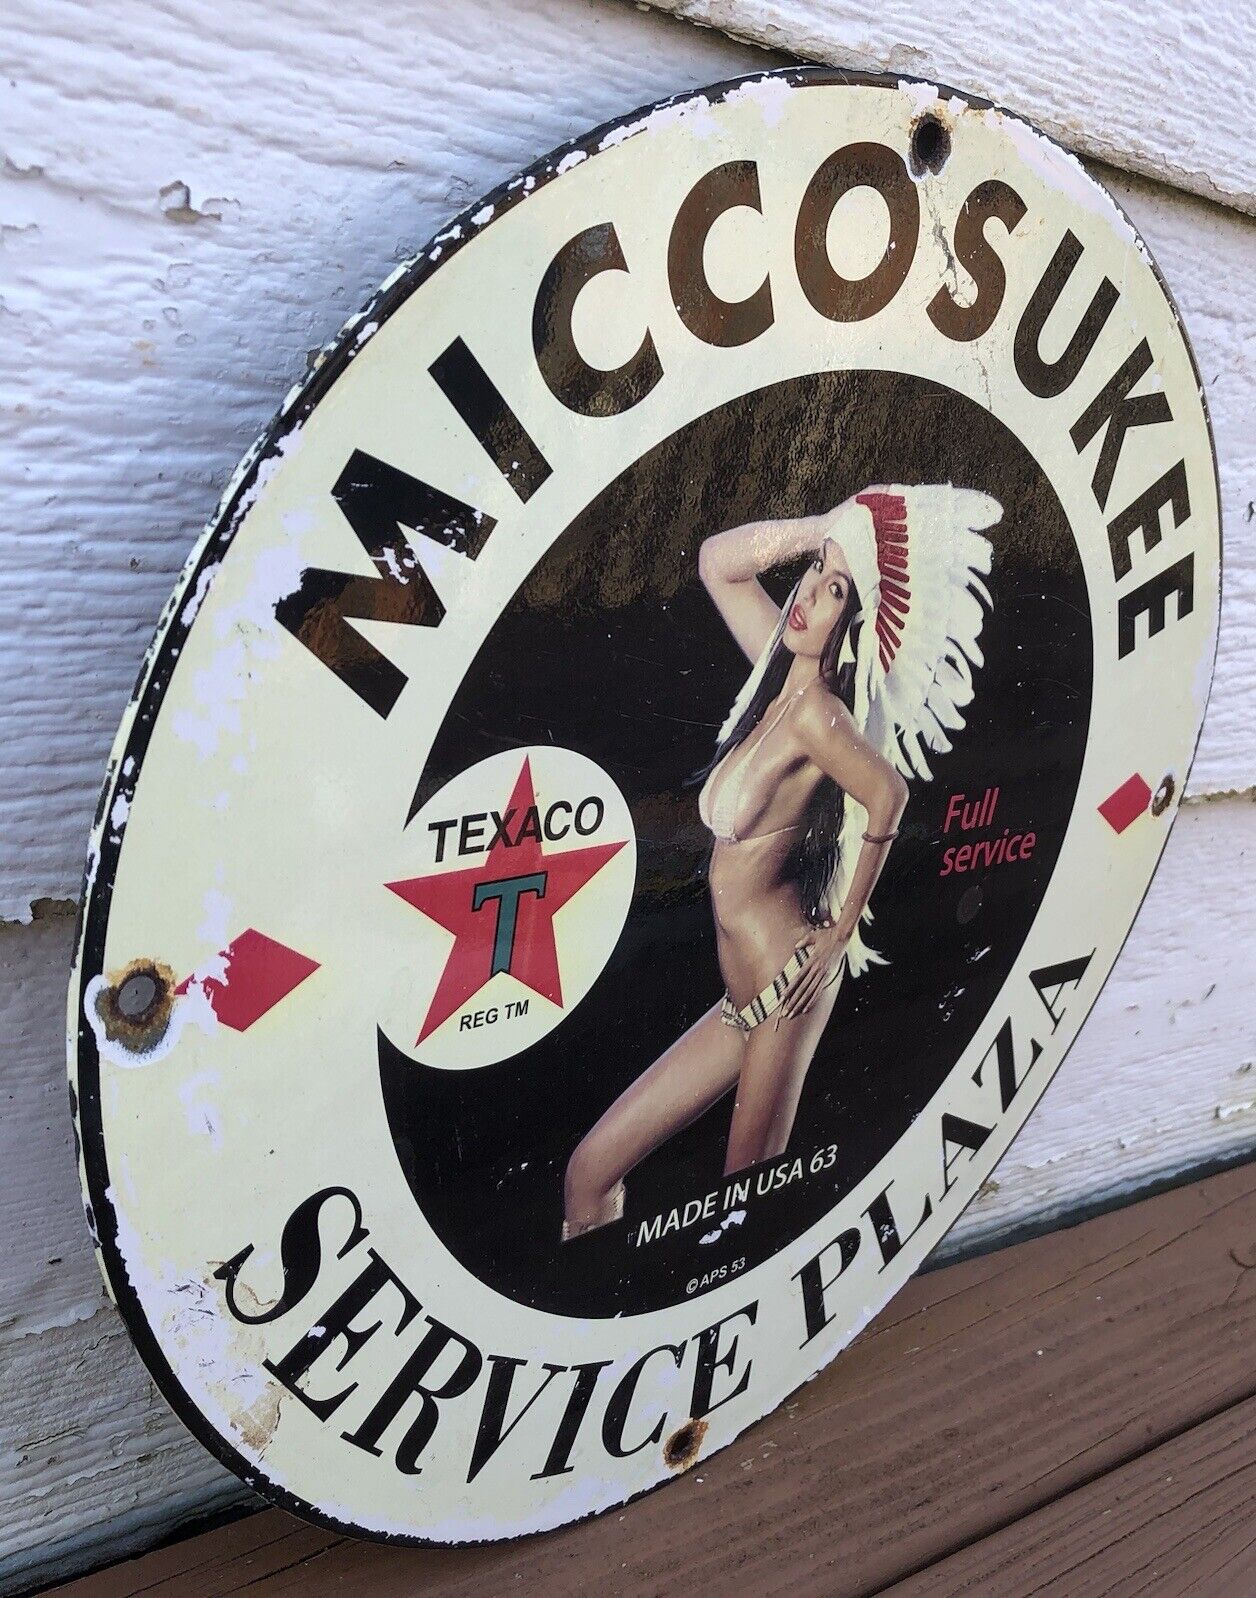 MICCOSUKEE
TEXACO
T
REG TM
Full
service
MADE IN USA 63
© APS 53
SERVICE PLAZA